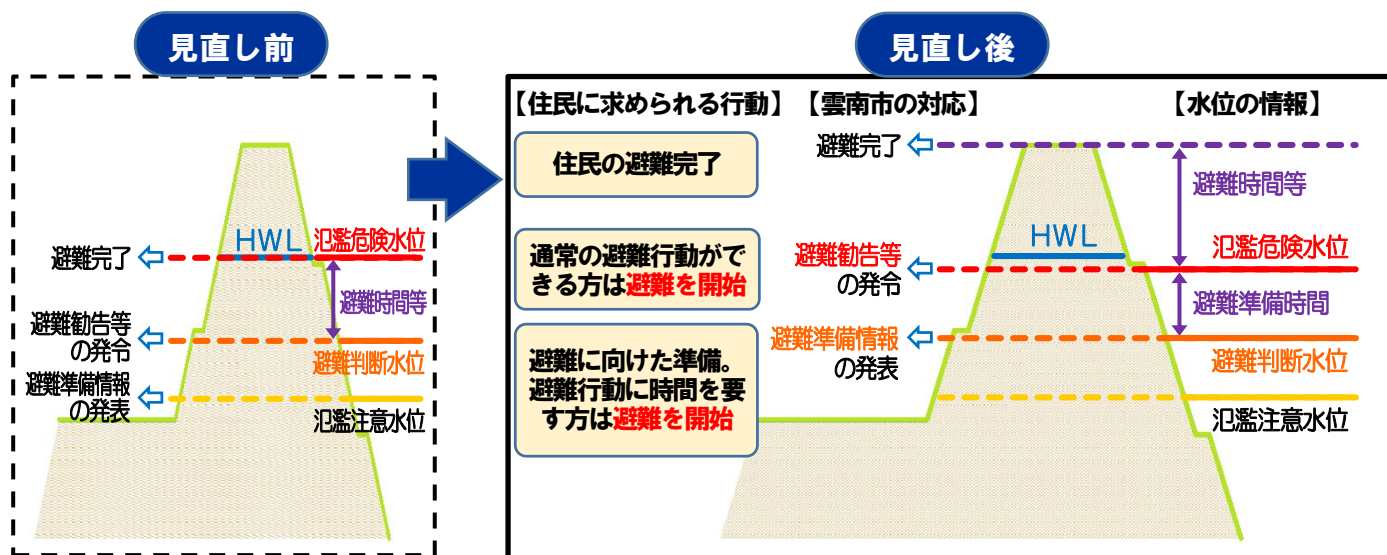 見直し前
HWL
氾濫危険水位
避難完了
避難時間等
避難勧告等
の発令
避難判断水位
避難準備情報
の発表
氾濫注意水位
見直し後
【住民に求められる行動】
【雲南市の対応】
【水位の情報】
住民の避難完了
避難完了
避難時間等
通常の避難行動がで
きる方は避難を開始
避難勧告等
の発令
HWL
氾濫危険水位
避難準備時間
避難に向けた準備。
避難行動に時間を要
す方は避難を開始
避難準備情報
の発表
避難判断水位
氾濫注意水位